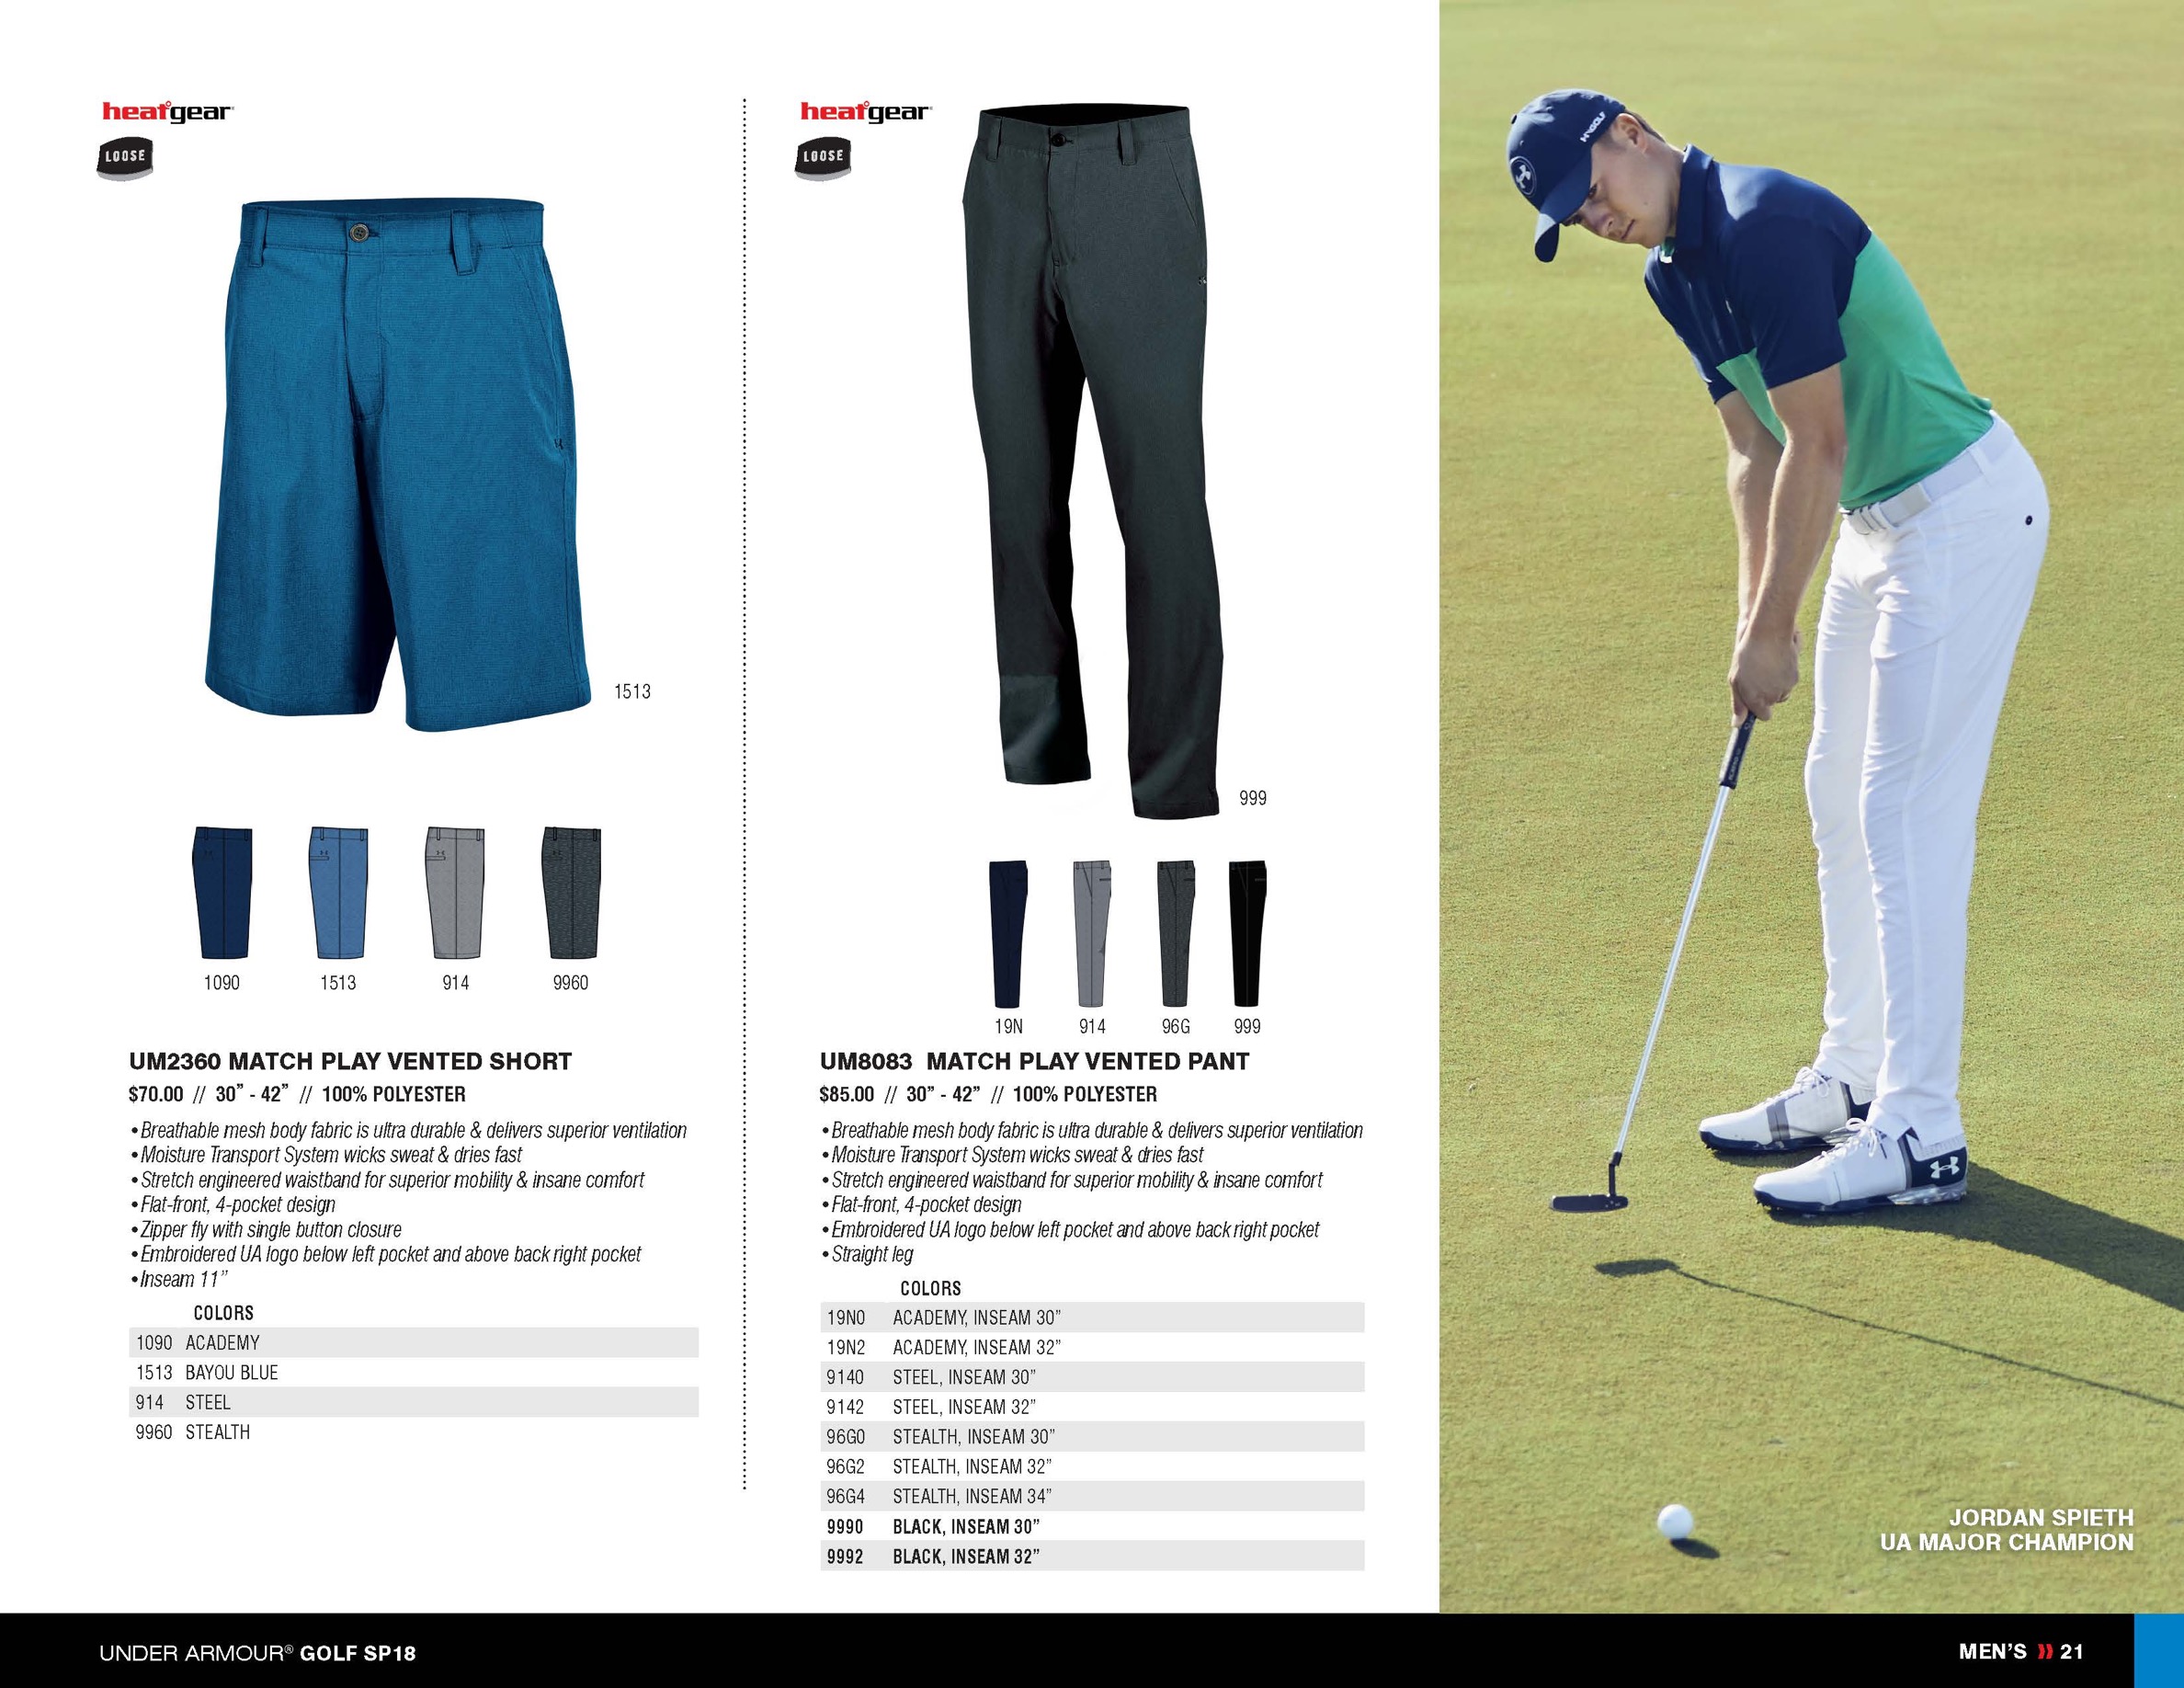 heatgear
LOOSE
1513
1090 1513 914 9960
UM2360 MATCH PLAY VENTED SHORT
$70.00 // 30” - 42” // 100% POLYESTER
•Breathable mesh body fabric is ultra durable & delivers superior ventilation
•Moisture Transport System wicks sweat & dries fast
•Stretch engineered waistband for superior mobility & insane comfort
•Flat-front, 4-pocket design
•Zipper fly with single button closure
•Embroidered UA logo below left pocket and above back right pocket
•Inseam 11”
COLORS
1090 ACADEMY
1513 BAYOU BLUE
914 STEEL
9960 STEALTH
heatgear
LOOSE
999
19N 914 96G 999
UM8083 MATCH PLAY VENTED PANT
$85.00 // 30” - 42” // 100% POLYESTER
•Breathable mesh body fabric is ultra durable & delivers superior ventilation
•Moisture Transport System wicks sweat & dries fast
•Stretch engineered waistband for superior mobility & insane comfort
•Flat-front, 4-pocket design
•Embroidered UA logo below left pocket and above back right pocket
•Straight leg
COLORS
19N0 ACADEMY, INSEAM 30”
19N2 ACADEMY, INSEAM 32”
9140 STEEL, INSEAM 30”
9142 STEEL, INSEAM 32”
96G0 STEALTH, INSEAM 30”
96G2 STEALTH, INSEAM 32”
96G4 STEALTH, INSEAM 34”
9990 BLACK, INSEAM 30”
9992 BLACK, INSEAM 32”
JORDAN SPIETH
UA MAJOR CHAMPION
UNDER ARMOUR® GOLF SP18
MEN’S 21